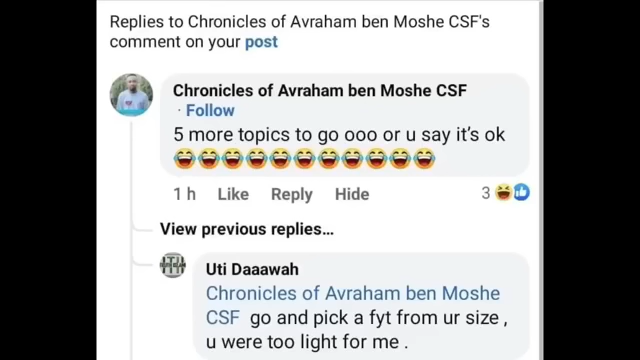 Replies to Chronicles of Avraham ben Moshe CSF's
comment on your post
Chronicles of Avraham ben Moshe CSF
· Follow
5 more topics to go ooo or u say it's ok
😂😂😂😂😂😂😂😂😂😂😂
1 h Like Reply Hide 3
View previous replies...
Uti Daaawah
Chronicles of Avraham ben Moshe
CSF go and pick a fyt from ur size ,
u were too light for me .